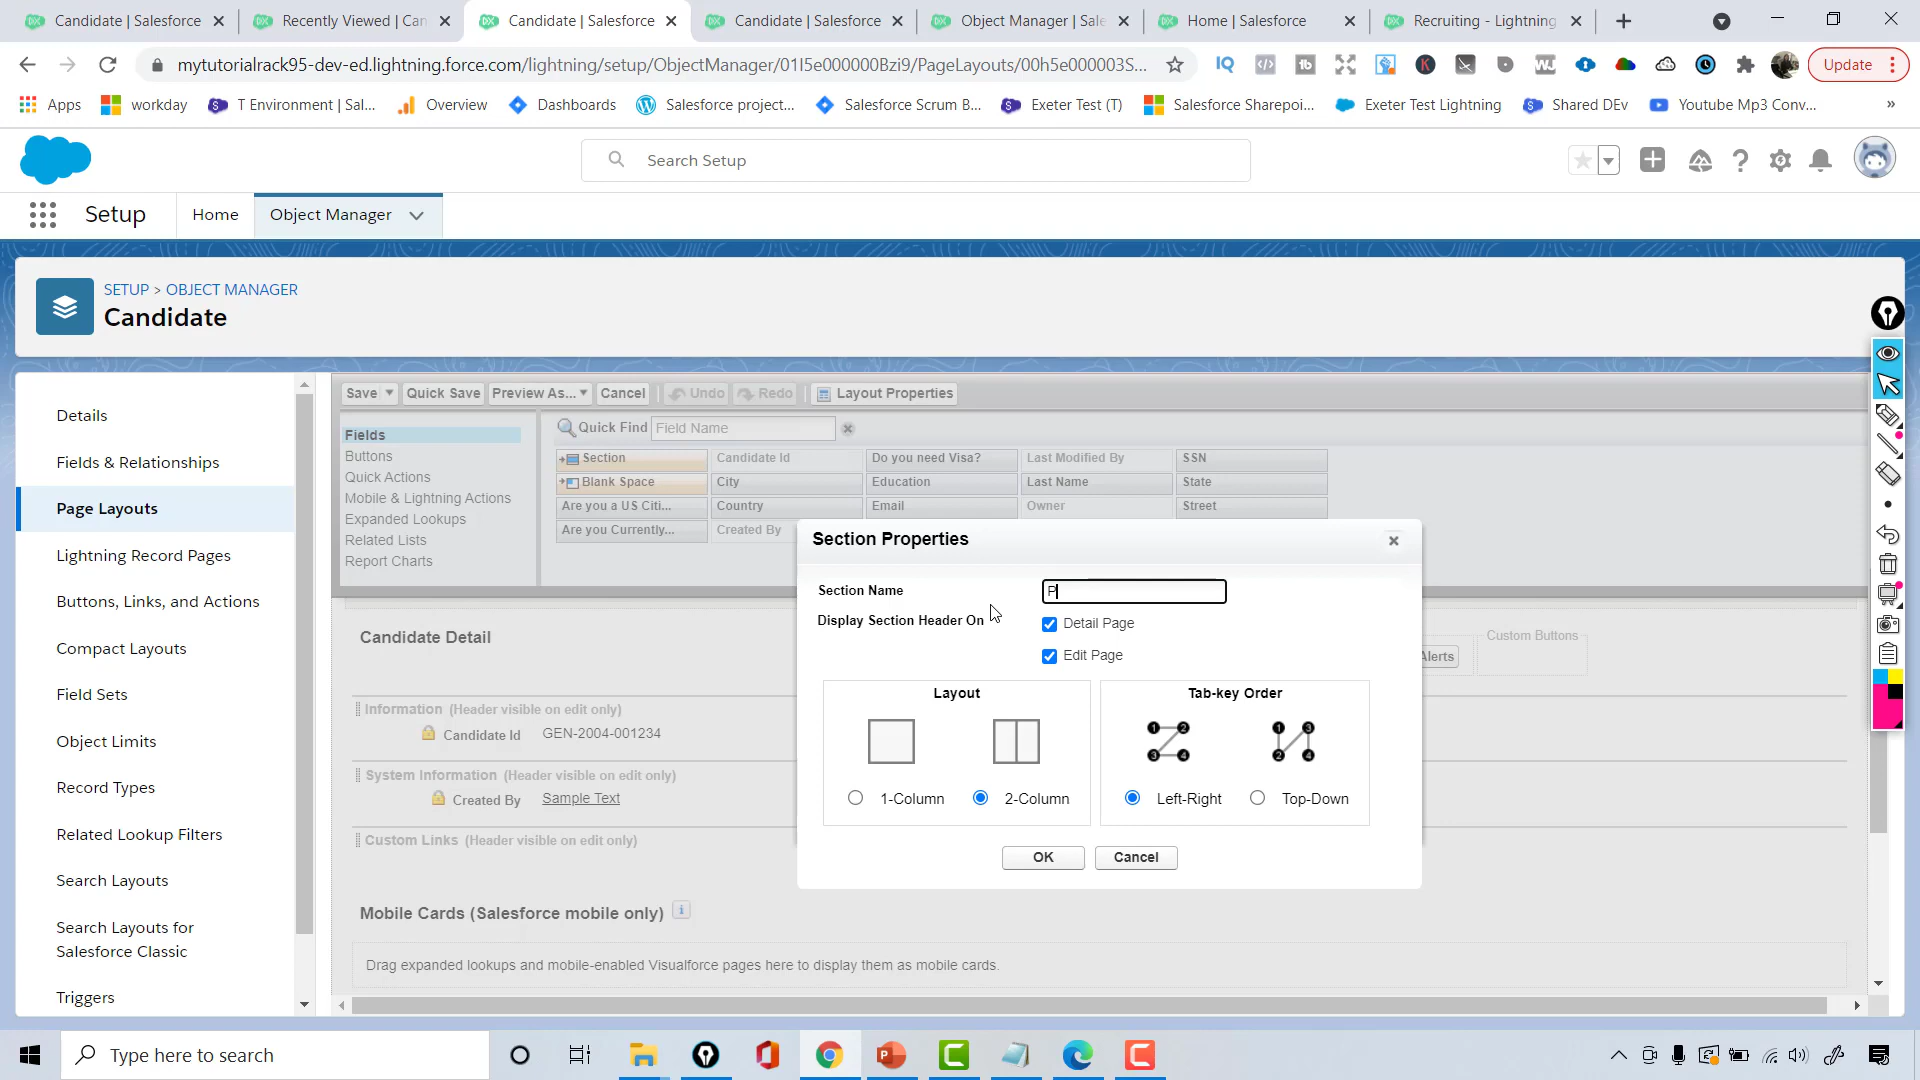 Candidate | Salesforce
Recently Viewed | Can
Candidate | Salesforce
Candidate | Salesforce
Object Manager | Sale
Home | Salesforce
Recruiting - Lightning
mytutorialrack95-dev-ed.lightning.force.com/lightning/setup/ObjectManager/01I5e000000Bzi9/PageLayouts/00h5e000003S...
Update
Apps
workday
T Environment | Sal...
Overview
Dashboards
Salesforce project...
Salesforce Scrum B...
Exeter Test (T)
Salesforce Sharepoi...
Exeter Test Lightning
Shared DEv
Youtube Mp3 Conv...
»
Search Setup
Setup
Home
Object Manager
SETUP > OBJECT MANAGER
Candidate
Details
Fields & Relationships
Page Layouts
Lightning Record Pages
Buttons, Links, and Actions
Compact Layouts
Field Sets
Object Limits
Record Types
Related Lookup Filters
Search Layouts
Search Layouts for
Salesforce Classic
Triggers
Save
Quick Save
Preview As...
Cancel
Undo
Redo
Layout Properties
Fields
Buttons
Quick Actions
Mobile & Lightning Actions
Expanded Lookups
Related Lists
Report Charts
Quick Find
Field Name
Section
Candidate Id
Do you need Visa?
Last Modified By
SSN
Blank Space
City
Education
Last Name
State
Are you a US Citi...
Country
Email
Owner
Street
Are you Currently...
Created By
Section Properties
Section Name
P
Display Section Header On
Detail Page
Edit Page
Layout
1-Column
2-Column
Tab-key Order
1 2
3 4
1 3
2 4
Left-Right
Top-Down
OK
Cancel
Candidate Detail
Alerts
Custom Buttons
Information (Header visible on edit only)
Candidate Id
GEN-2004-001234
System Information (Header visible on edit only)
Created By
Sample Text
Custom Links (Header visible on edit only)
Mobile Cards (Salesforce mobile only)
i
Drag expanded lookups and mobile-enabled Visualforce pages here to display them as mobile cards.
Type here to search